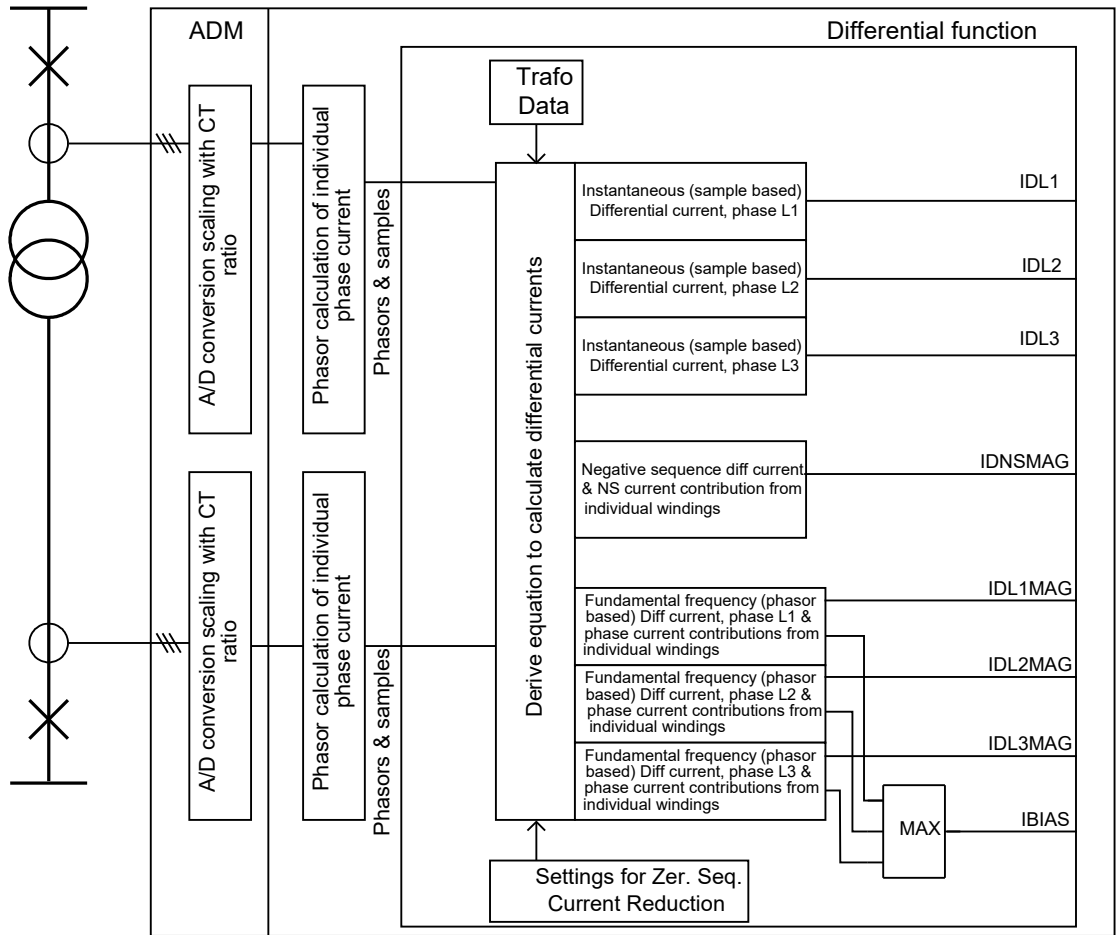 ADM
Differential function
Trafo
Data
A/D conversion scaling with CT
ratio
Phasor calculation of individual
phase current
Phasors & samples
Derive equation to calculate differential currents
Instantaneous (sample based)
Differential current, phase L1
IDL1
Instantaneous (sample based)
Differential current, phase L2
IDL2
Instantaneous (sample based)
Differential current, phase L3
IDL3
Negative sequence diff current
& NS current contribution from
individual windings
IDNSMAG
A/D conversion scaling with CT
ratio
Phasor calculation of individual
phase current
Phasors & samples
Fundamental frequency (phasor
based) Diff current, phase L1 &
phase current contributions from
individual windings
IDL1MAG
Fundamental frequency (phasor
based) Diff current, phase L2 &
phase current contributions from
individual windings
IDL2MAG
Fundamental frequency (phasor
based) Diff current, phase L3 &
phase current contributions from
individual windings
IDL3MAG
MAX
IBIAS
Settings for Zer. Seq.
Current Reduction